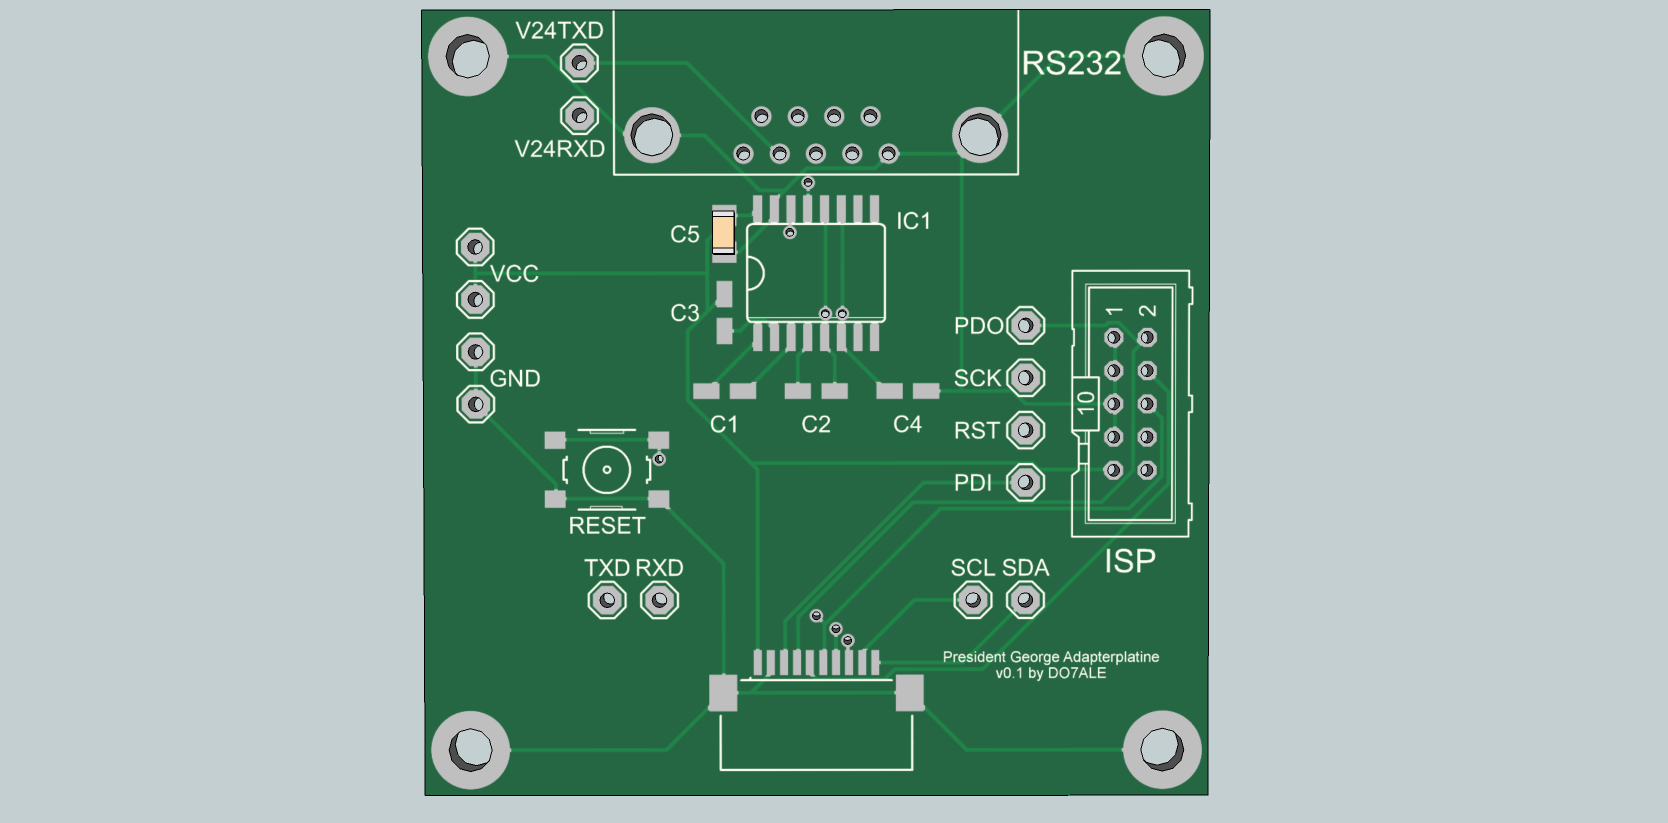 V24TXD
RS232
V24RXD
IC1
C5
VCC
C3
1 2
PDO
GND
SCK
10
C1 C2 C4
RST
PDI
RESET
ISP
TXD RXD
SCL SDA
President George Adapterplatine
v0.1 by DO7ALE